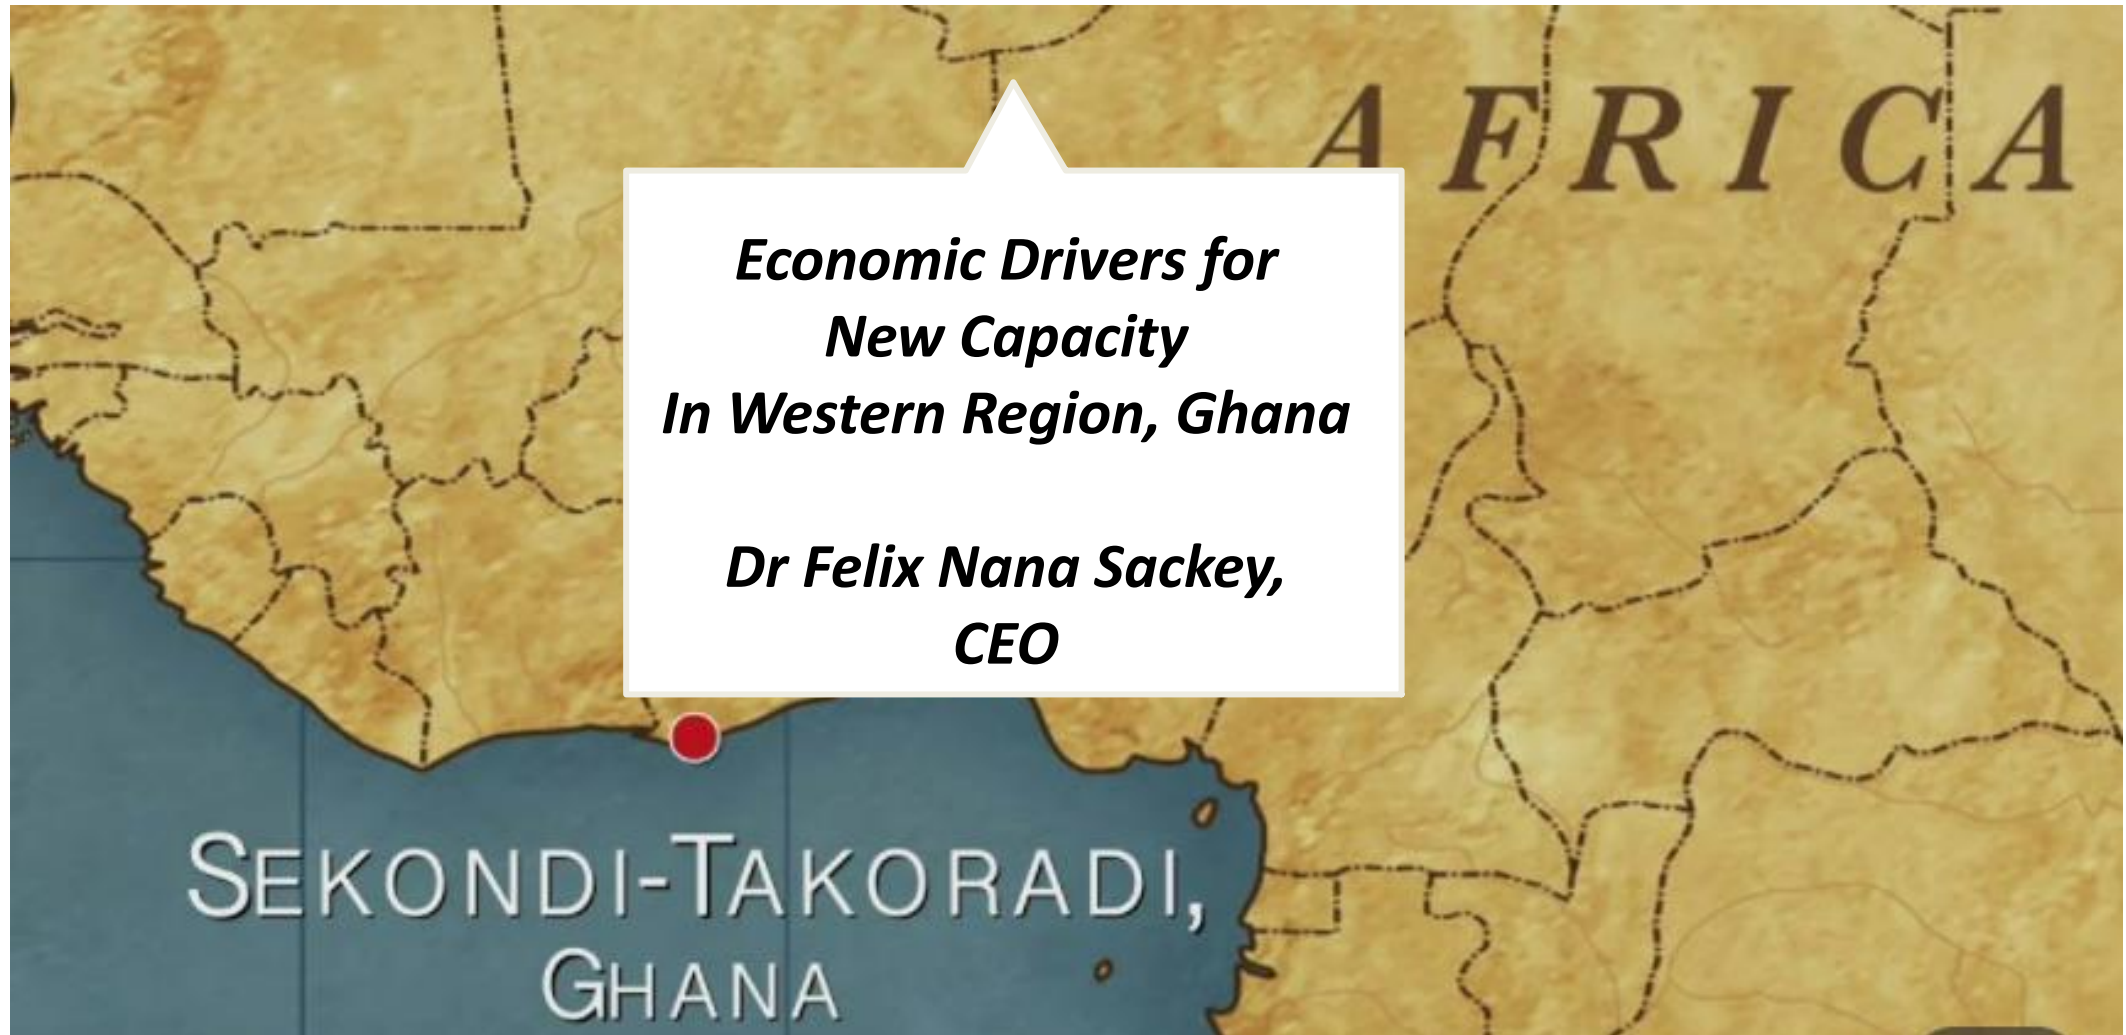 AFRICA
Economic Drivers for
New Capacity
In Western Region, Ghana
Dr Felix Nana Sackey,
CEO
SEKONDI-TAKORADI,
GHANA